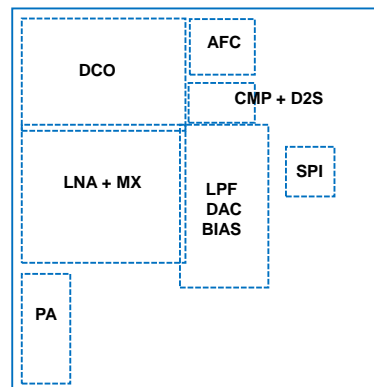 AFC
DCO
CMP + D2S
LNA + MX
SPI
LPF
DAC
BIAS
PA